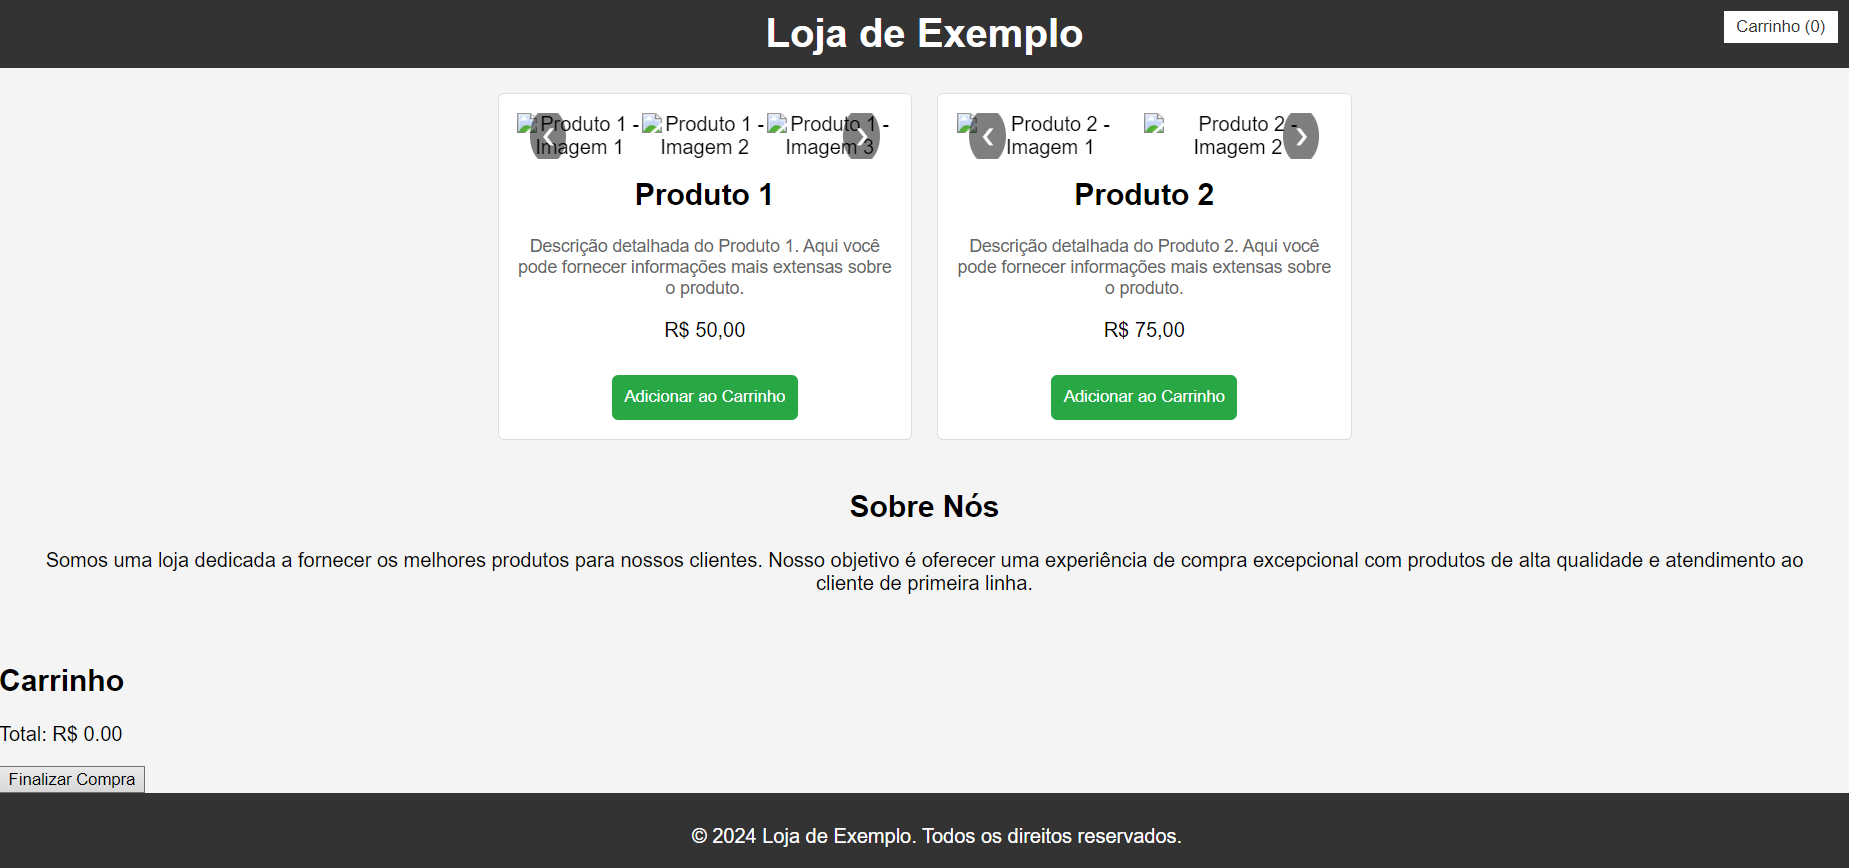 Loja de Exemplo
Carrinho (0)
Produto 1 -
Imagem 1
Produto 1 -
Imagem 2
Produto 1 -
Imagem 3
❮
❯
Produto 1
Descrição detalhada do Produto 1. Aqui você
pode fornecer informações mais extensas sobre
o produto.
R$ 50,00
Adicionar ao Carrinho
Produto 2 -
Imagem 1
Produto 2 -
Imagem 2
❮
❯
Produto 2
Descrição detalhada do Produto 2. Aqui você
pode fornecer informações mais extensas sobre
o produto.
R$ 75,00
Adicionar ao Carrinho
Sobre Nós
Somos uma loja dedicada a fornecer os melhores produtos para nossos clientes. Nosso objetivo é oferecer uma experiência de compra excepcional com produtos de alta qualidade e atendimento ao
cliente de primeira linha.
Carrinho
Total: R$ 0.00
Finalizar Compra
© 2024 Loja de Exemplo. Todos os direitos reservados.